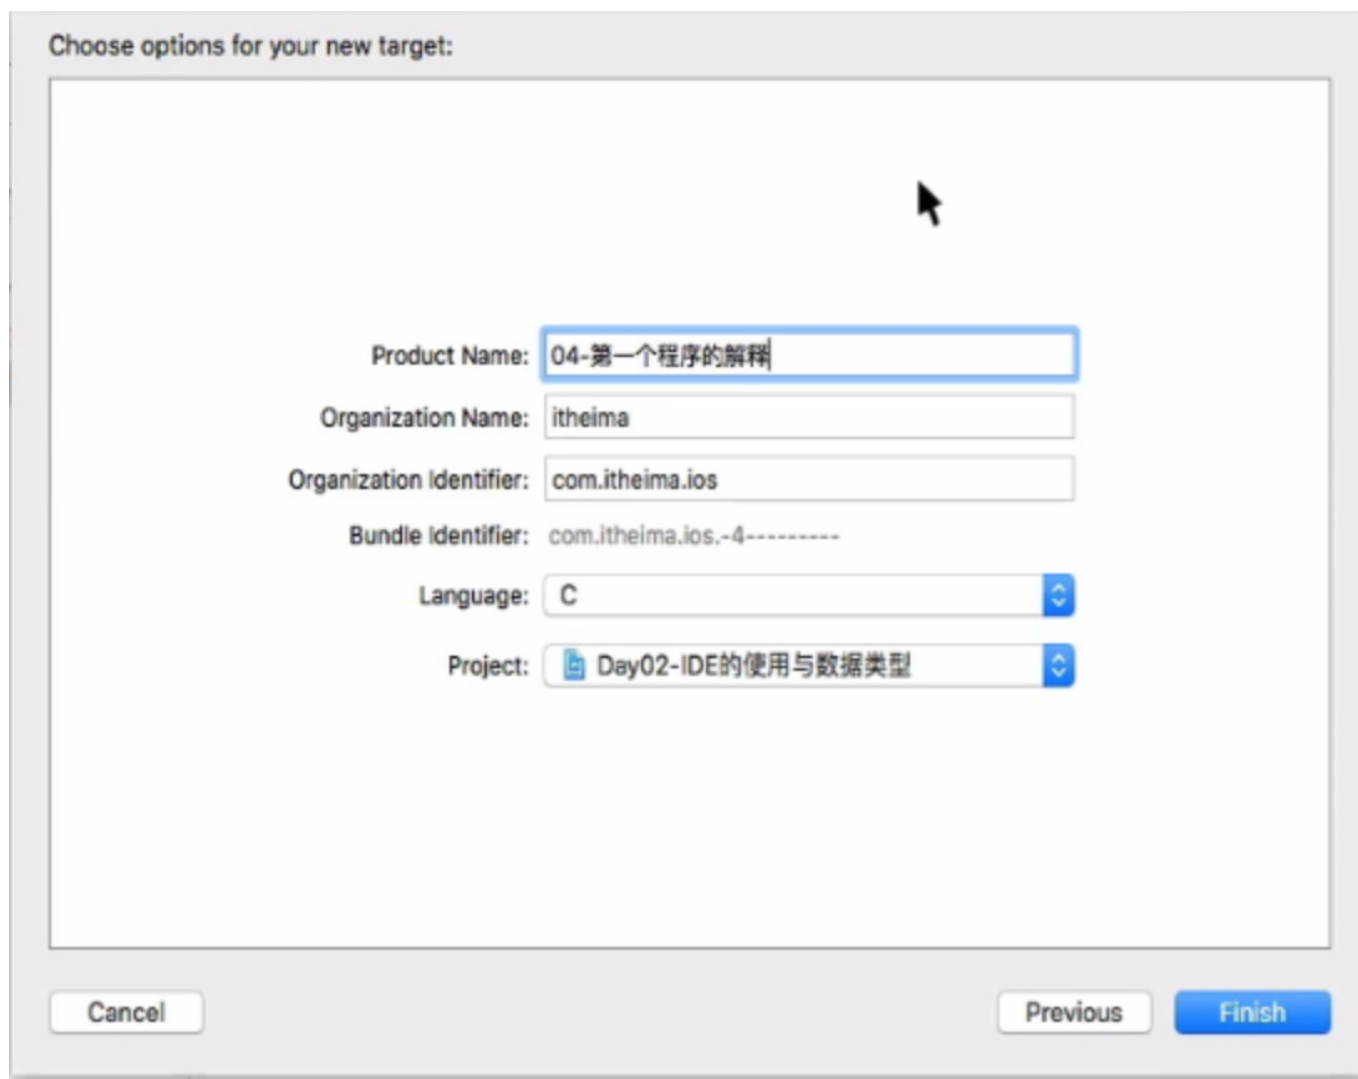 Choose options for your new target:
Product Name: 04-第一个程序的解释
Organization Name: itheima
Organization Identifier: com.itheima.ios
Bundle Identifier: com.itheima.ios.-4---------
Language: C
Project: Day02-IDE的使用与数据类型
Cancel Previous Finish